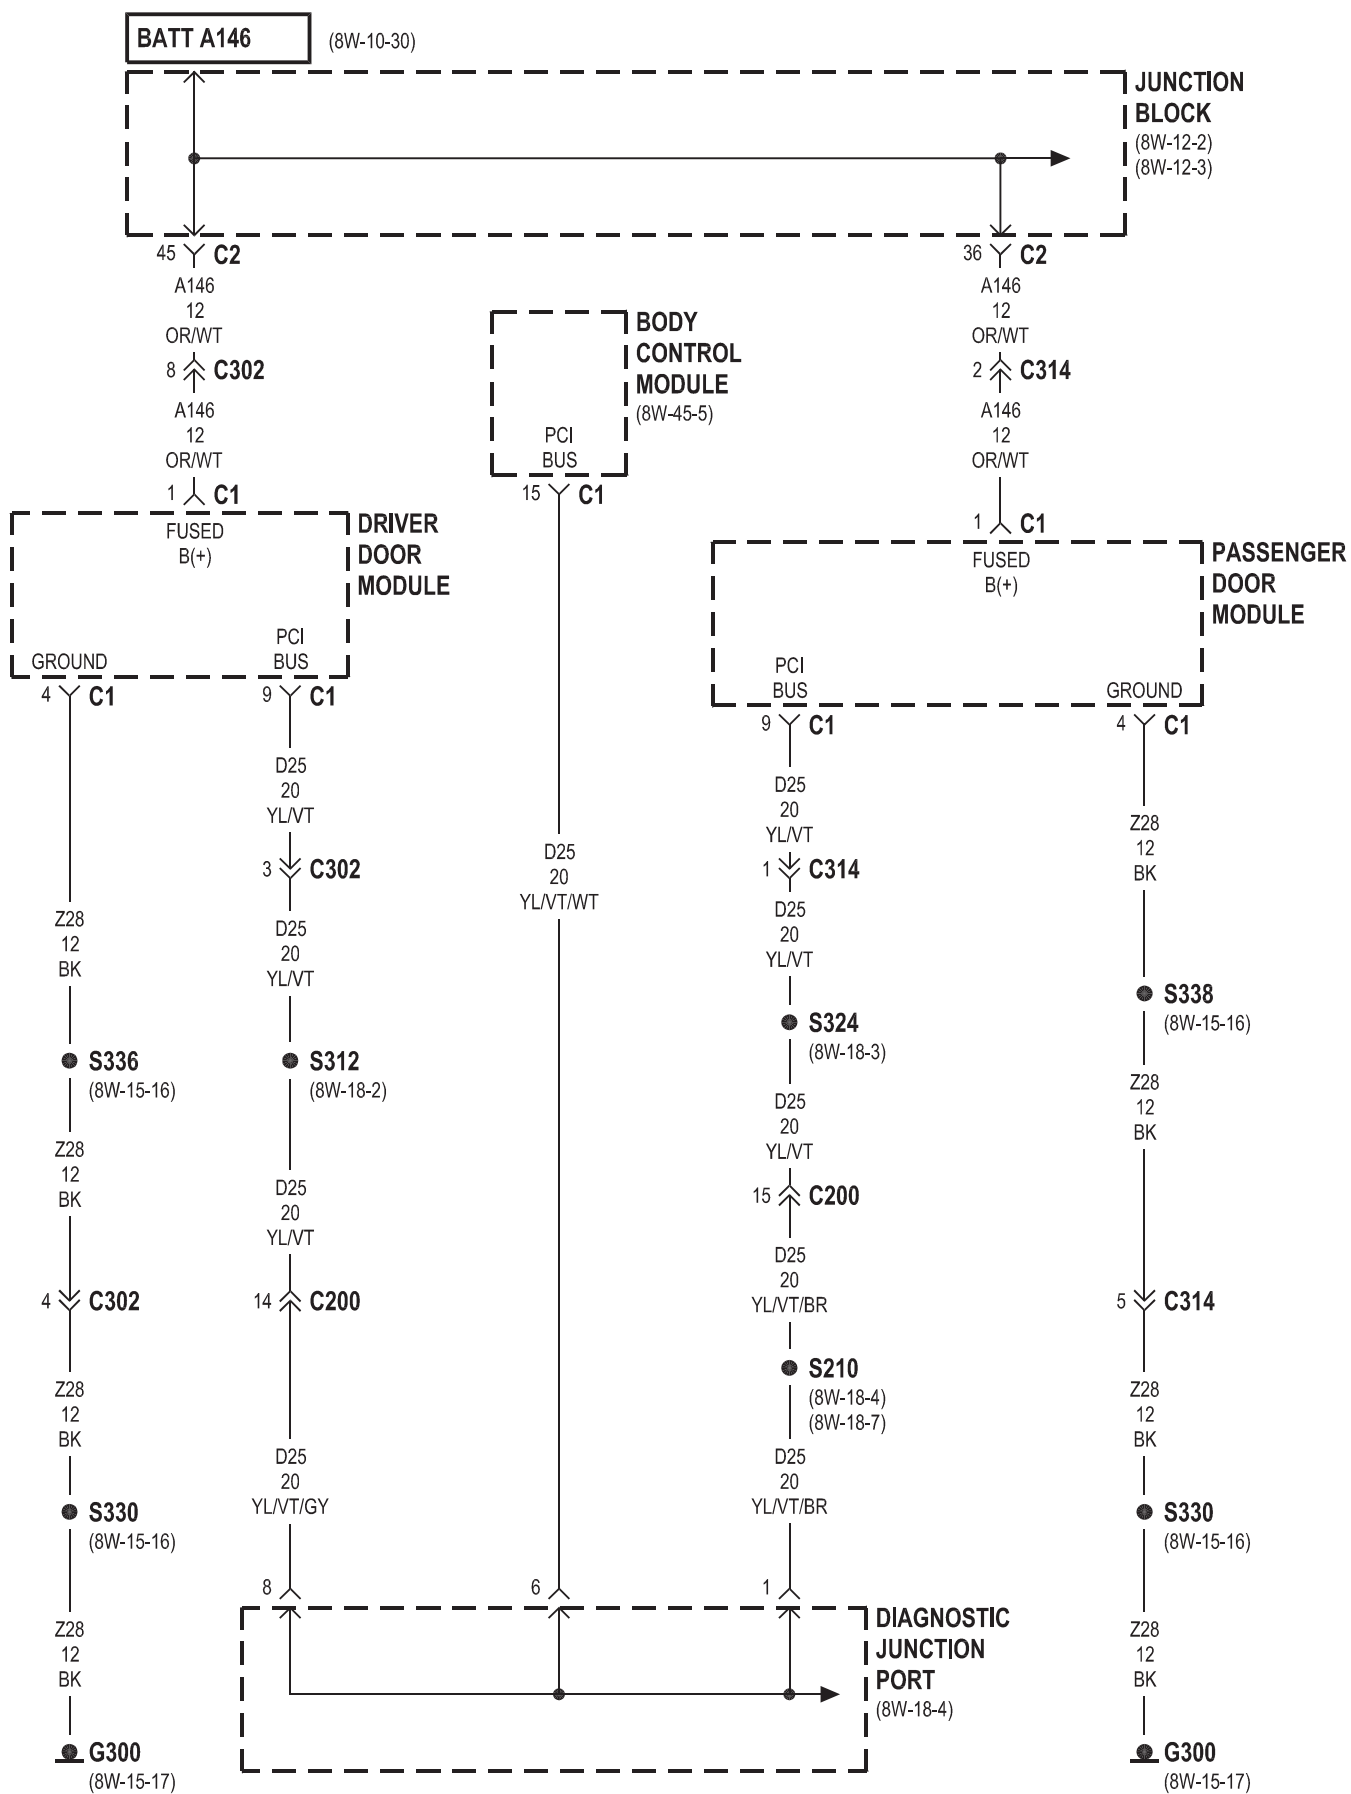 BATT A146
(8W-10-30)
JUNCTION
BLOCK
(8W-12-2)
(8W-12-3)
45 C2
A146
12
OR/WT
8 C302
A146
12
OR/WT
1 C1
36 C2
A146
12
OR/WT
2 C314
A146
12
OR/WT
1 C1
BODY
CONTROL
MODULE
(8W-45-5)
PCI
BUS
15 C1
FUSED
B(+)
DRIVER
DOOR
MODULE
GROUND
PCI
BUS
4 C1
9 C1
FUSED
B(+)
PASSENGER
DOOR
MODULE
PCI
BUS
GROUND
9 C1
4 C1
Z28
12
BK
S336
(8W-15-16)
Z28
12
BK
4 C302
Z28
12
BK
S330
(8W-15-16)
Z28
12
BK
G300
(8W-15-17)
D25
20
YL/VT
3 C302
D25
20
YL/VT
S312
(8W-18-2)
D25
20
YL/VT
14 C200
D25
20
YL/VT/GY
8
D25
20
YL/VT/WT
6
D25
20
YL/VT
1 C314
D25
20
YL/VT
S324
(8W-18-3)
D25
20
YL/VT
15 C200
D25
20
YL/VT/BR
S210
(8W-18-4)
(8W-18-7)
D25
20
YL/VT/BR
1
Z28
12
BK
S338
(8W-15-16)
Z28
12
BK
5 C314
Z28
12
BK
S330
(8W-15-16)
Z28
12
BK
G300
(8W-15-17)
DIAGNOSTIC
JUNCTION
PORT
(8W-18-4)